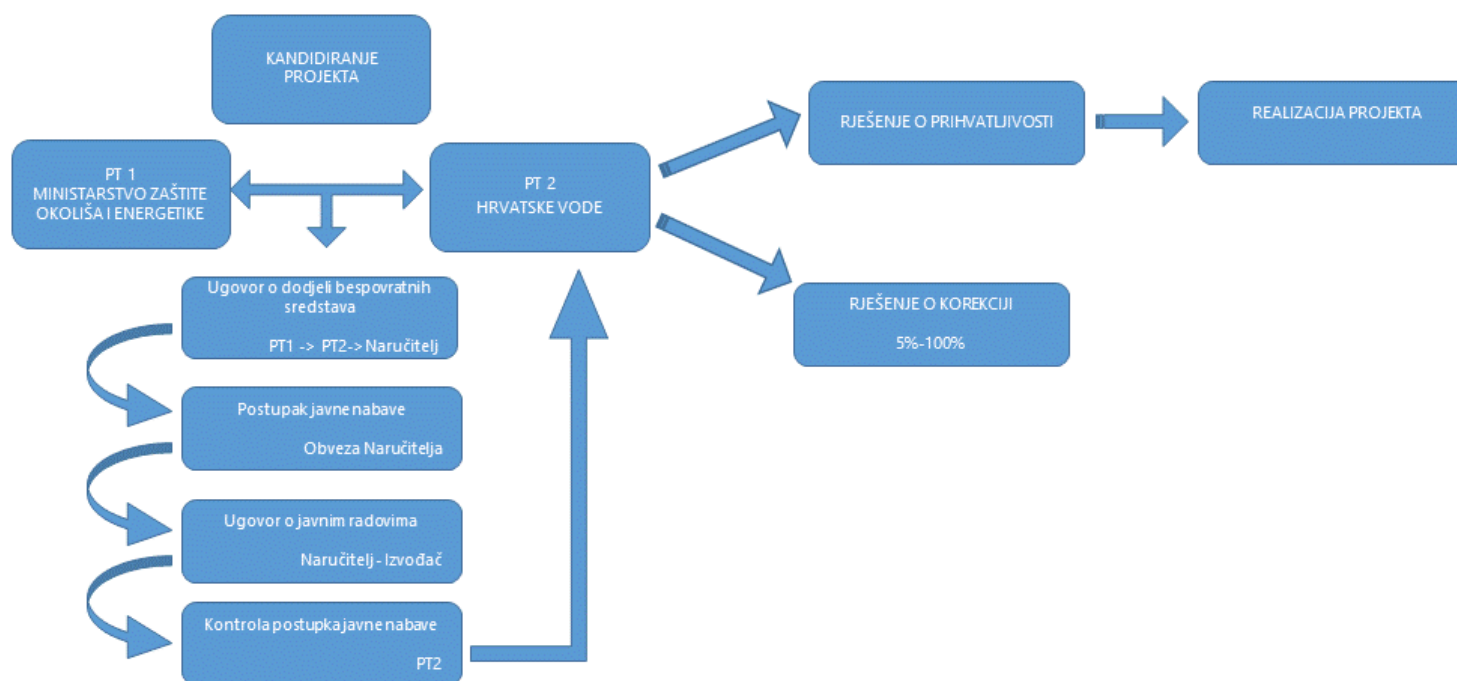 KANDIDIRANJE
PROJEKTA
PT 1
MINISTARSTVO ZAŠTITE
OKOLIŠA I ENERGETIKE
PT 2
HRVATSKE VODE
RJEŠENJE O PRIHVATLJIVOSTI
REALIZACIJA PROJEKTA
RJEŠENJE O KOREKCIJI
5%-100%
Ugovor o dodjeli bespovratnih
sredstava
PT1 -> PT2-> Naručitelj
Postupak javne nabave
Obveza Naručitelja
Ugovor o javnim radovima
Naručitelj - Izvođač
Kontrola postupka javne nabave
PT2